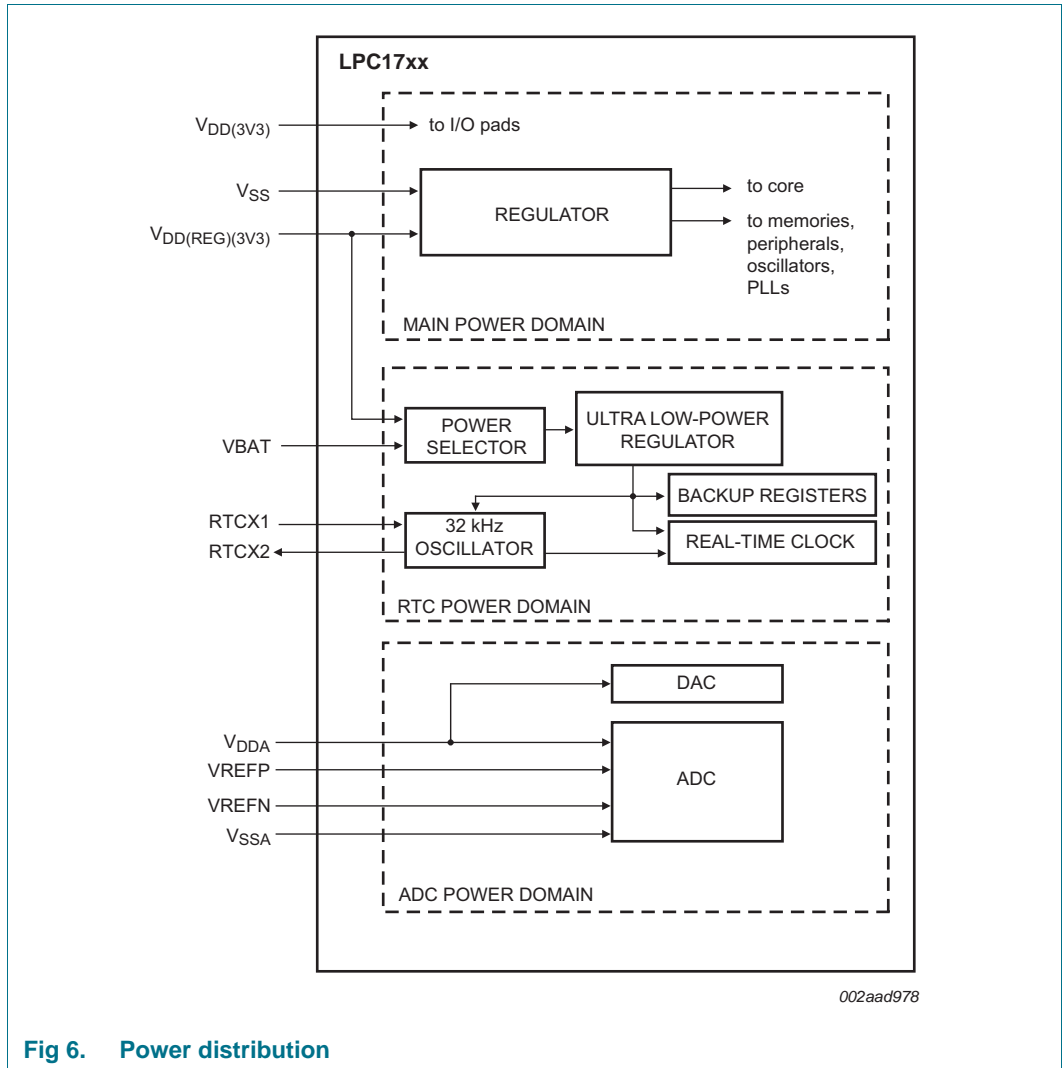 LPC17xx
VDD(3V3)
to I/O pads
VSS
REGULATOR
to core
VDD(REG)(3V3)
to memories,
peripherals,
oscillators,
PLLs
MAIN POWER DOMAIN
POWER
SELECTOR
ULTRA LOW-POWER
REGULATOR
VBAT
BACKUP REGISTERS
RTCX1
32 kHz
OSCILLATOR
RTCX2
REAL-TIME CLOCK
RTC POWER DOMAIN
DAC
VDDA
VREFP
ADC
VREFN
VSSA
ADC POWER DOMAIN
002aad978
Fig 6. Power distribution